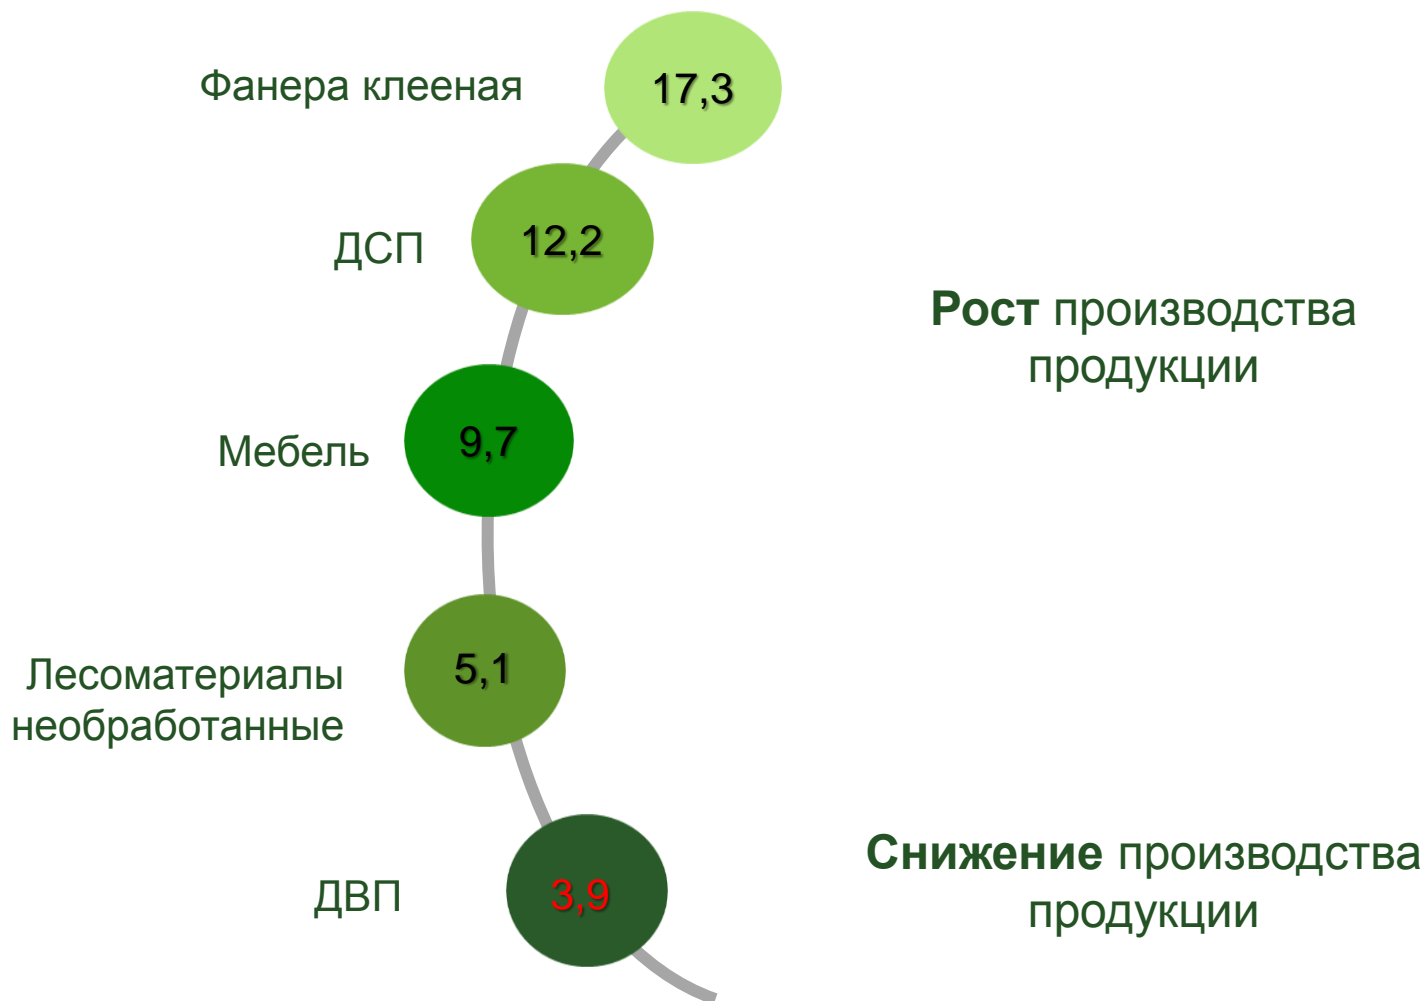 Фанера клееная
17,3
ДСП
12,2
Рост производства
продукции
Мебель
9,7
Лесоматериалы
необработанные
5,1
ДВП
3,9
Снижение производства
продукции